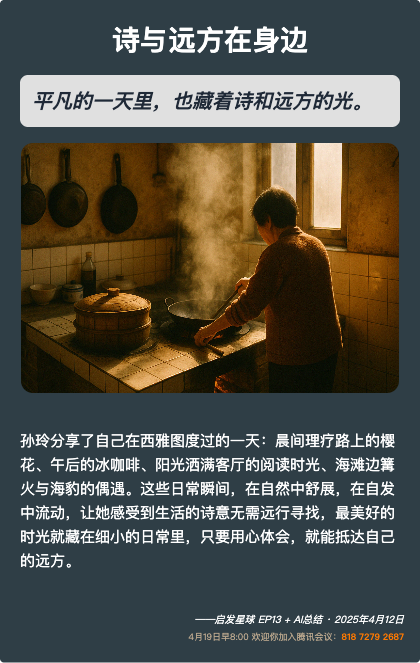 诗与远方在身边
平凡的一天里，也藏着诗和远方的光。
孙玲分享了自己在西雅图度过的一天：晨间理疗路上的樱
花、午后的冰咖啡、阳光洒满客厅的阅读时光、海滩边篝
火与海豹的偶遇。这些日常瞬间，在自然中舒展，在自发
中流动，让她感受到生活的诗意无需远行寻找，最美好的
时光就藏在细小的日常里，只要用心体会，就能抵达自己
的远方。
——启发星球 EP13 + AI总结 · 2025年4月12日
4月19日早8:00 欢迎你加入腾讯会议：818 7279 2687